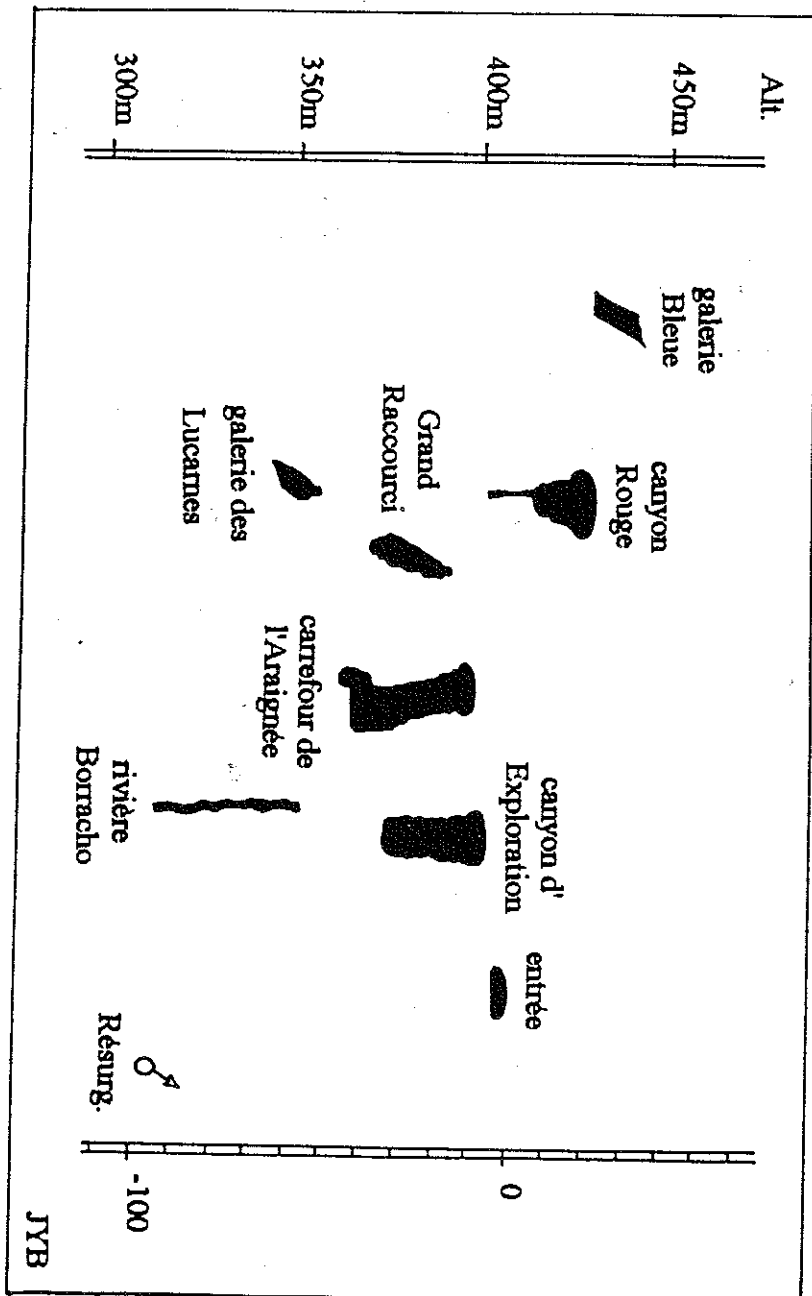 Alt.
450m
400m
350m
300m
galerie
Bleue
canyon
Rouge
Grand
Raccourci
galerie des
Lucarnes
carrefour de
l'Araignée
canyon d'
Exploration
rivière
Borracho
entrée
Résurg.
0
-100
JYB